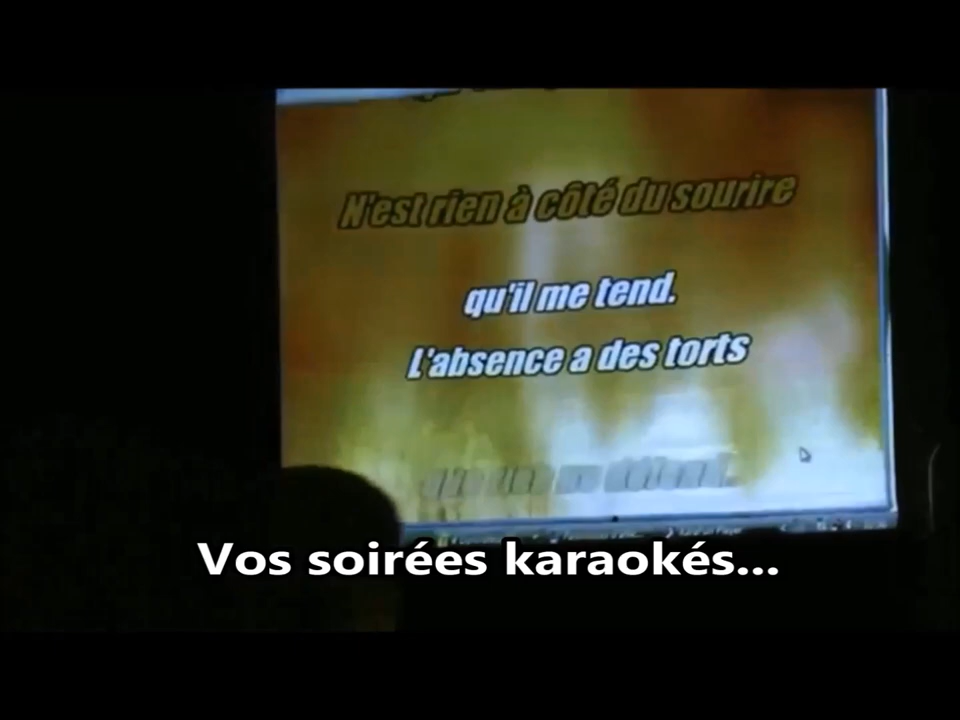 N'est rien à côté du sourire
qu'il me tend.
L'absence a des torts
Vos soirées karaokés...